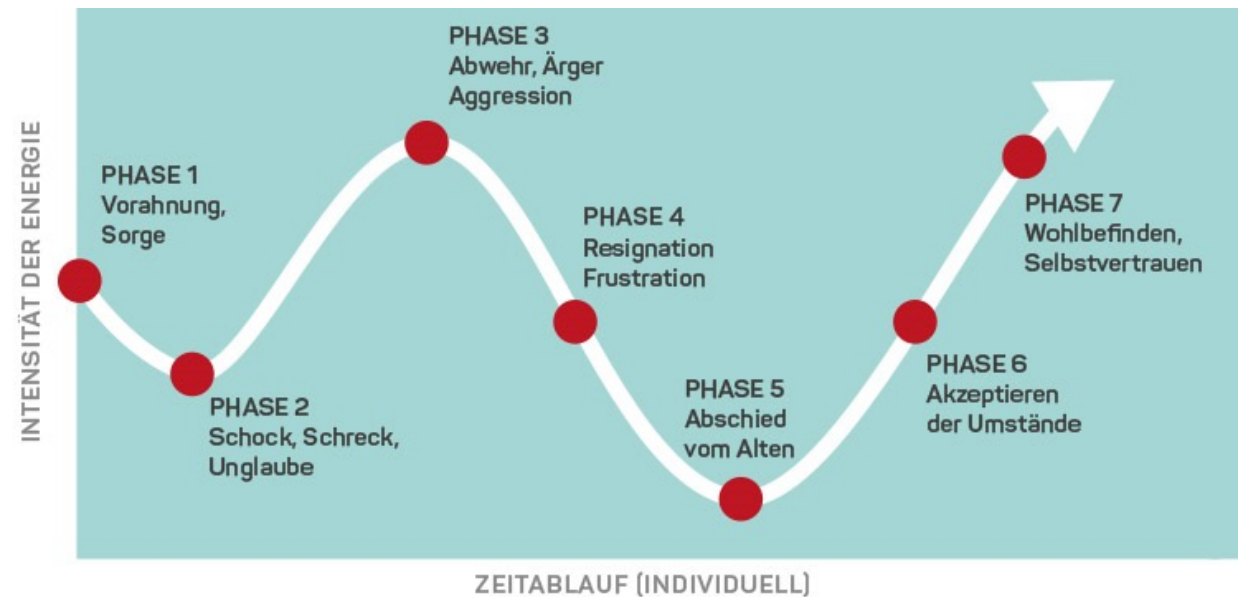 PHASE 3
Abwehr, Ärger
Aggression
PHASE 1
Vorahnung,
Sorge
PHASE 4
Resignation
Frustration
PHASE 7
Wohlbefinden,
Selbstvertrauen
PHASE 2
Schock, Schreck,
Unglaube
PHASE 5
Abschied
vom Alten
PHASE 6
Akzeptieren
der Umstände
INTENSITÄT DER ENERGIE
ZEITABLAUF (INDIVIDUELL)